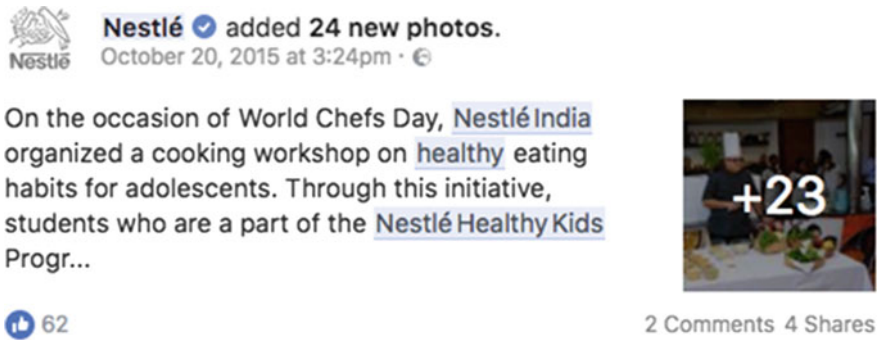 Nestlé added 24 new photos.
Nestlé
October 20, 2015 at 3:24pm ·
On the occasion of World Chefs Day, Nestlé India
organized a cooking workshop on healthy eating
habits for adolescents. Through this initiative,
students who are a part of the Nestlé Healthy Kids
Progr...
+23
62
2 Comments 4 Shares